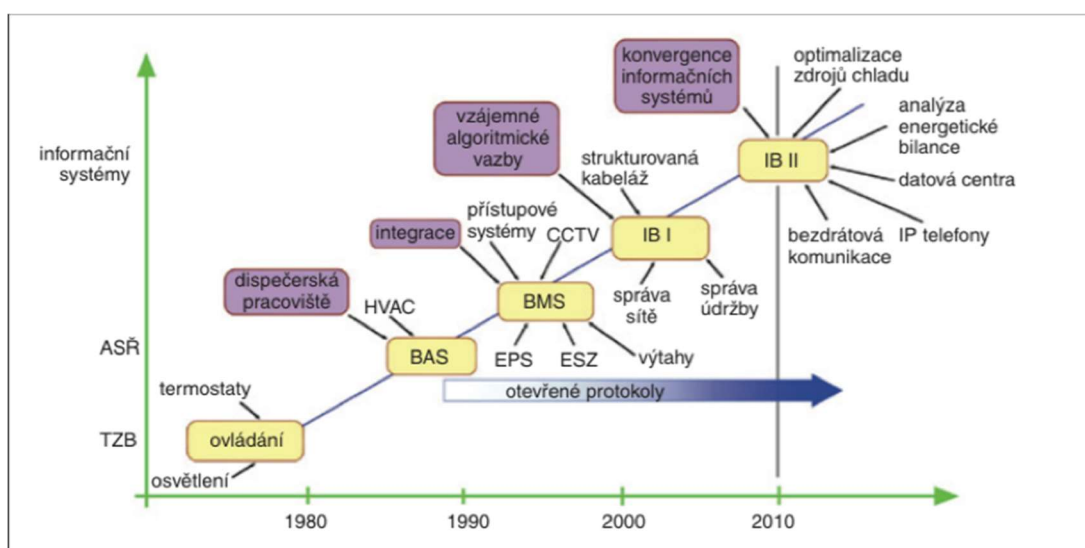 konvergence
informačních
systémů
optimalizace
zdrojů chladu
vzájemné
algoritmické
vazby
analýza
energetické
bilance
informační
systémy
strukturovaná
kabeláž
IB II
datová centra
přístupové
systémy
integrace
CCTV
IB I
bezdrátová
komunikace
IP telefony
dispečerská
pracoviště
HVAC
BMS
správa
sítě
správa
údržby
ASŘ
BAS
EPS
ESZ
výtahy
termostaty
otevřené protokoly
TZB
ovládání
osvětlení
1980
1990
2000
2010